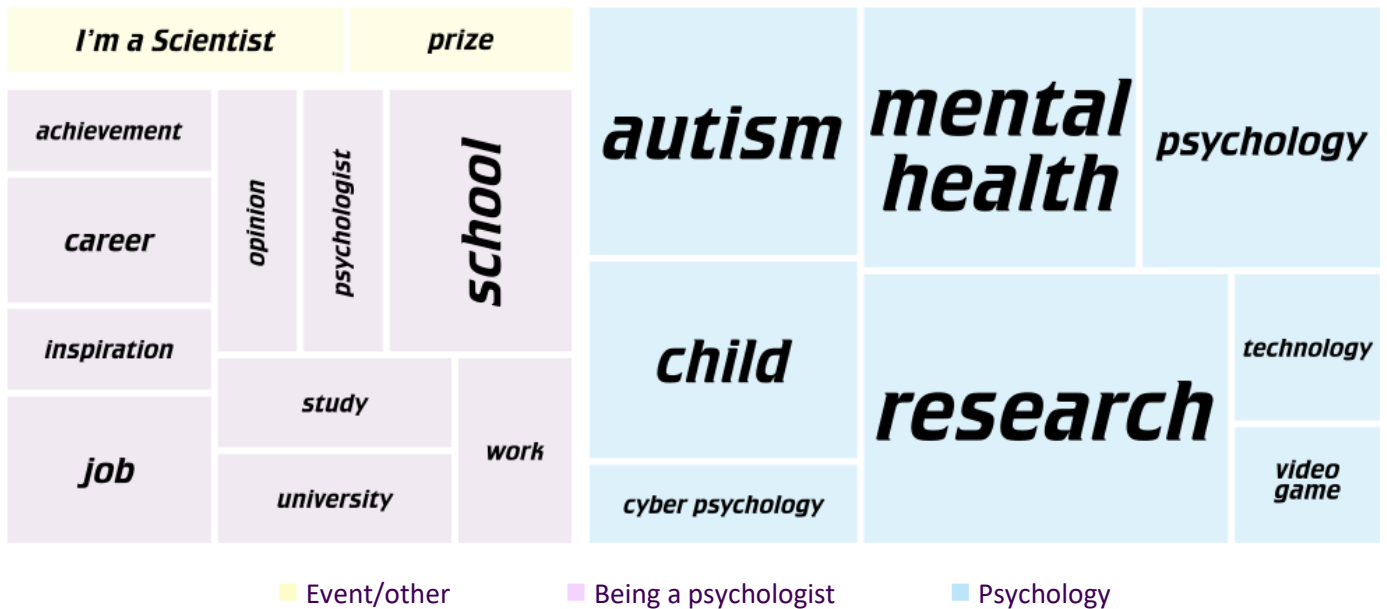 I'm a Scientist
prize
achievement
career
inspiration
job
opinion
psychologist
school
study
university
work
autism
mental
health
psychology
child
cyber psychology
research
technology
video
game
Event/other
Being a psychologist
Psychology